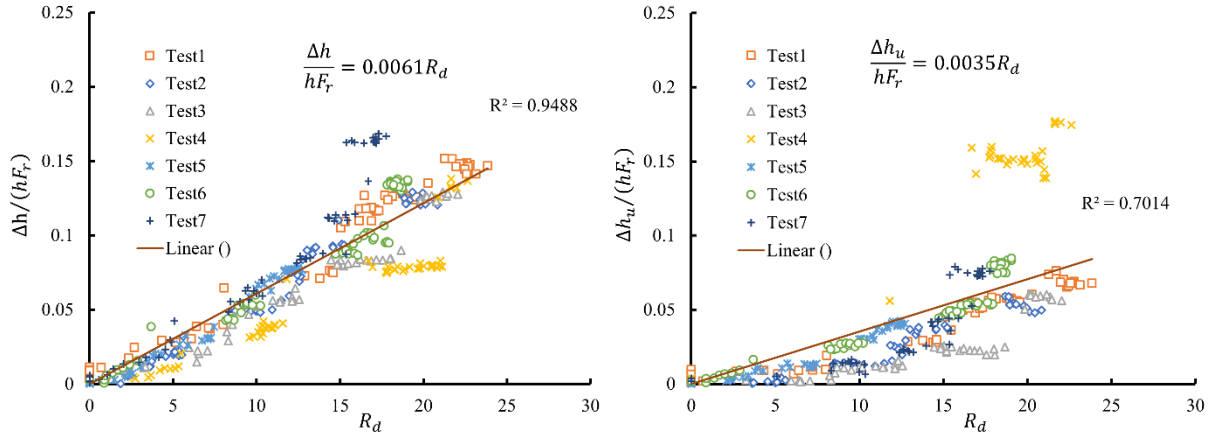 0.25
0.2
0.15
0.1
0.05
0
Δh/(hF_r)
Test1
Test2
Test3
Test4
Test5
Test6
Test7
Linear ()
Δh/hF_r = 0.0061R_d
R² = 0.9488
0 5 10 15 20 25 30
R_d
0.25
0.2
0.15
0.1
0.05
0
Δh_u/(hF_r)
Test1
Test2
Test3
Test4
Test5
Test6
Test7
Linear ()
Δh_u/hF_r = 0.0035R_d
R² = 0.7014
0 5 10 15 20 25 30
R_d